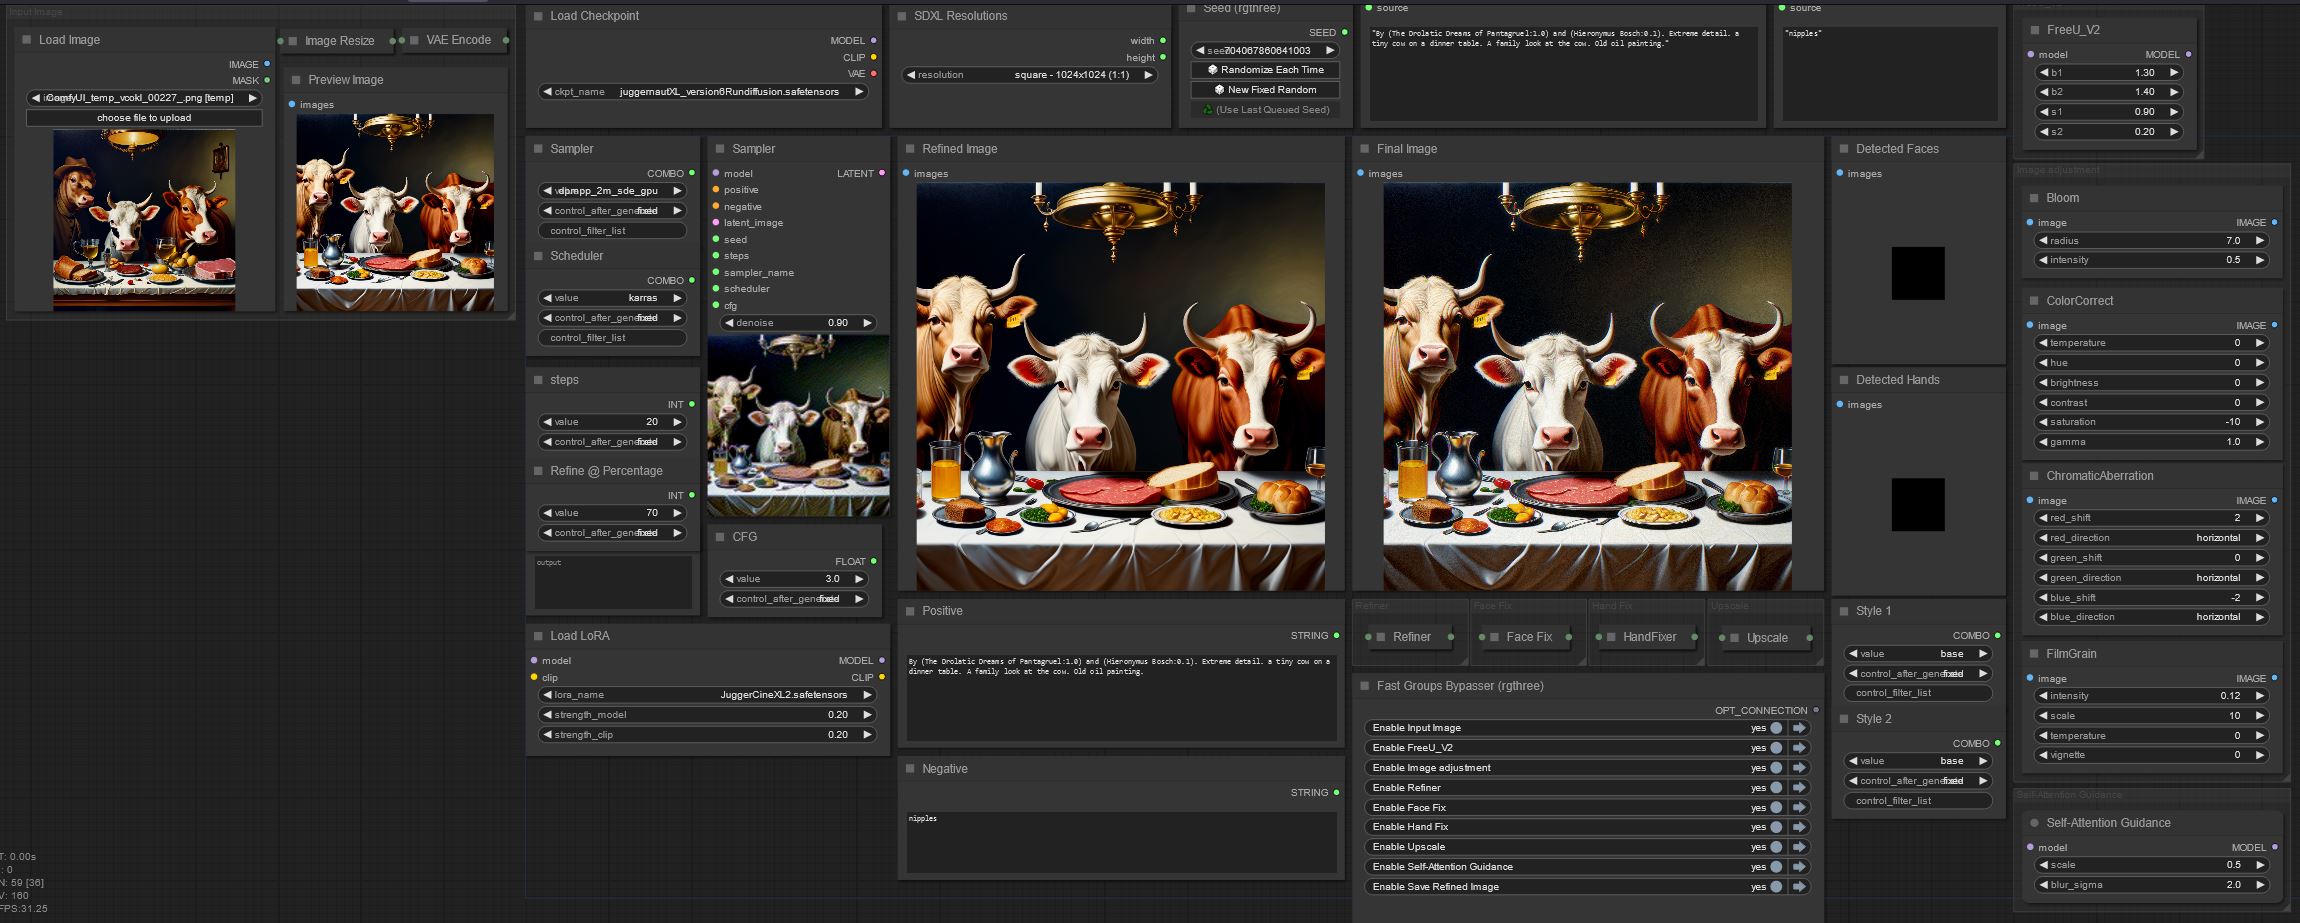 Input Image
Load Image
IMAGE
MASK
ComfyUI_temp_vcokl_00227_.png [temp]
choose file to upload
Image Resize
VAE Encode
Preview Image
images
Load Checkpoint
MODEL
CLIP
VAE
ckpt_name juggernautXL_version6Rundiffusion.safetensors
SDXL Resolutions
width
height
resolution square - 1024x1024 (1:1)
Seed (rgthree)
SEED
seed 704067860641003
Randomize Each Time
New Fixed Random
(Use Last Queued Seed)
source
"By (The Drolatic Dreams of Pantagruel:1.0) and (Hieronymus Bosch:0.1). Extreme detail. a
tiny cow on a dinner table. A family look at the cow. Old oil painting."
source
"nipples"
FreeU_V2
model MODEL
b1 1.30
b2 1.40
s1 0.90
s2 0.20
Sampler
COMBO
value dpmpp_2m_sde_gpu
control_after_generate fixed
control_filter_list
Scheduler
COMBO
value karras
control_after_generate fixed
control_filter_list
steps
INT
value 20
control_after_generate fixed
Refine @ Percentage
INT
value 70
control_after_generate fixed
output
Sampler
model LATENT
positive
negative
latent_image
seed
steps
sampler_name
scheduler
cfg
denoise 0.90
CFG
FLOAT
value 3.0
control_after_generate fixed
Load LoRA
model MODEL
clip CLIP
lora_name JuggerCineXL2.safetensors
strength_model 0.20
strength_clip 0.20
Refined Image
images
Final Image
images
Positive
STRING
By (The Drolatic Dreams of Pantagruel:1.0) and (Hieronymus Bosch:0.1). Extreme detail. a tiny cow on a
dinner table. A family look at the cow. Old oil painting.
Negative
STRING
nipples
Refiner
Refiner
Face Fix
Face Fix
Hand Fix
HandFixer
Upscale
Upscale
Fast Groups Bypasser (rgthree)
OPT_CONNECTION
Enable Input Image yes
Enable FreeU_V2 yes
Enable Image adjustment yes
Enable Refiner yes
Enable Face Fix yes
Enable Hand Fix yes
Enable Upscale yes
Enable Self-Attention Guidance yes
Enable Save Refined Image yes
Detected Faces
images
Detected Hands
images
Style 1
COMBO
value base
control_after_generate fixed
control_filter_list
Style 2
COMBO
value base
control_after_generate fixed
control_filter_list
Image adjustment
Bloom
image IMAGE
radius 7.0
intensity 0.5
ColorCorrect
image IMAGE
temperature 0
hue 0
brightness 0
contrast 0
saturation -10
gamma 1.0
ChromaticAberration
image IMAGE
red_shift 2
red_direction horizontal
green_shift 0
green_direction horizontal
blue_shift -2
blue_direction horizontal
FilmGrain
image IMAGE
intensity 0.12
scale 10
temperature 0
vignette 0
Self-Attention Guidance
Self-Attention Guidance
model MODEL
scale 0.5
blur_sigma 2.0
T: 0.00s
: 0
N: 59 [36]
V: 160
FPS:31.25